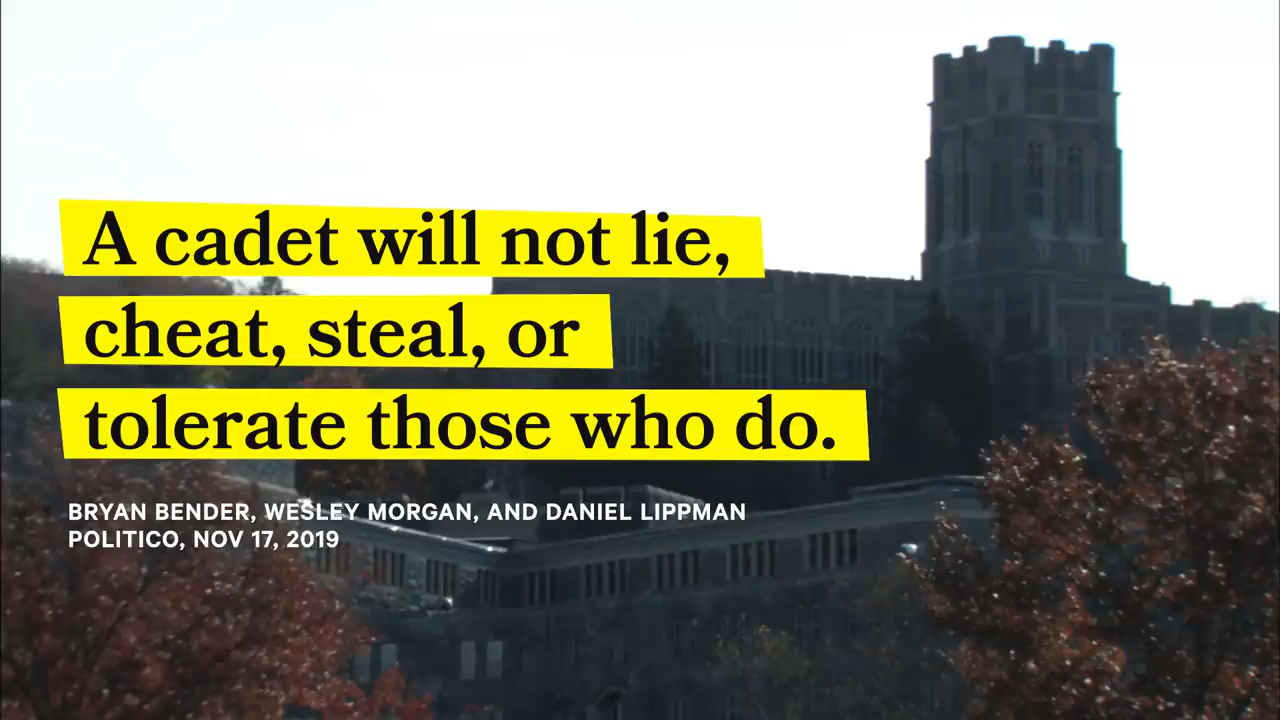 A cadet will not lie,
cheat, steal, or
tolerate those who do.
BRYAN BENDER, WESLEY MORGAN, AND DANIEL LIPPMAN
POLITICO, NOV 17, 2019